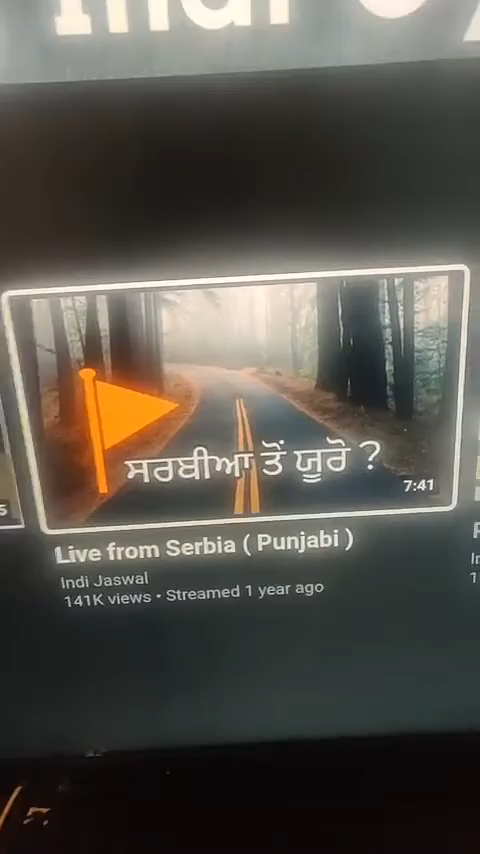 ਸਰਬੀਆ ਤੋਂ ਯੂਰੋ ?
7:41
Live from Serbia ( Punjabi )
Indi Jaswal
141K views • Streamed 1 year ago